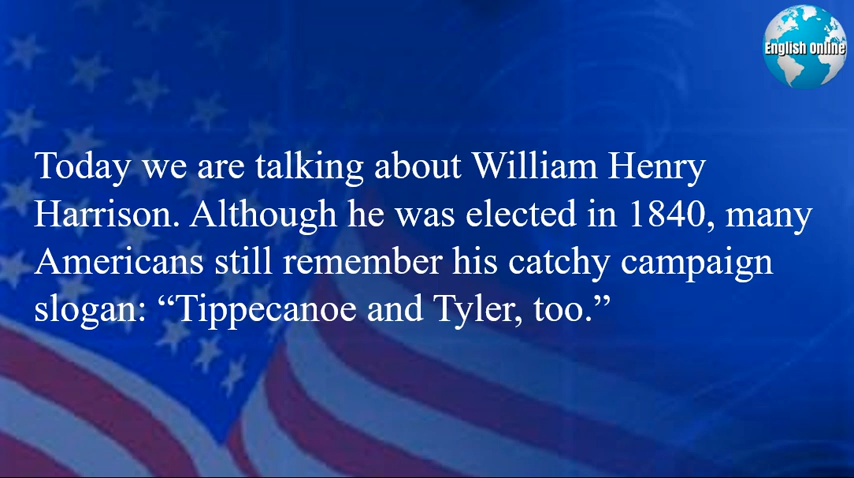 English Online
Today we are talking about William Henry
Harrison. Although he was elected in 1840, many
Americans still remember his catchy campaign
slogan: “Tippecanoe and Tyler, too.”